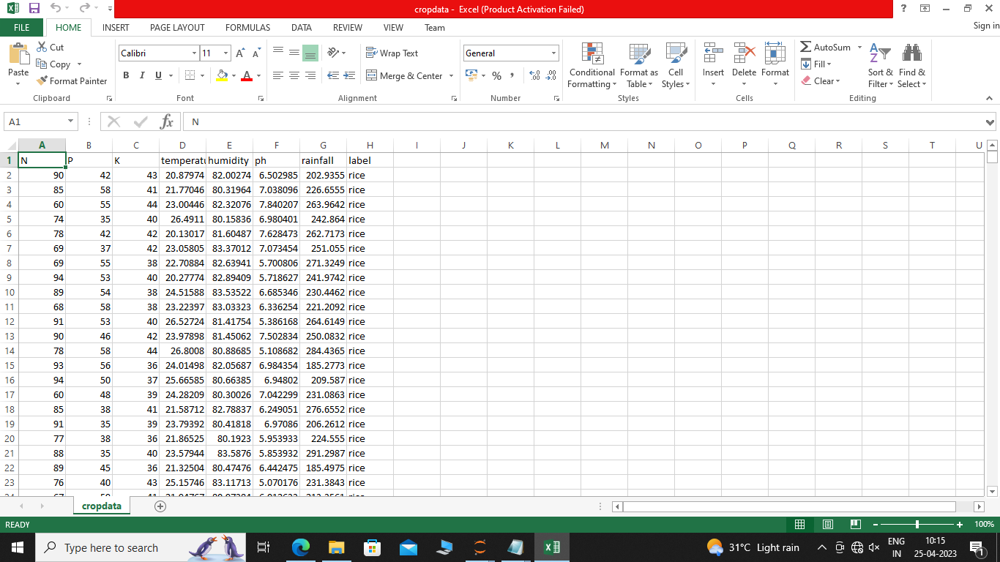 cropdata - Excel (Product Activation Failed)
?
FILE HOME INSERT PAGE LAYOUT FORMULAS DATA REVIEW VIEW Team Sign in
Paste
Cut
Copy
Format Painter
Calibri 11
B I U
Wrap Text
Merge & Center
General
%
Conditional Formatting
Format as Table
Cell Styles
Insert
Delete
Format
AutoSum
Fill
Clear
Sort & Filter
Find & Select
Clipboard Font Alignment Number Styles Cells Editing
A1 fx N
A B C D E F G H I J K L M N O P Q R S T U
1 N P K temperatu humidity ph rainfall label
2 90 42 43 20.87974 82.00274 6.502985 202.9355 rice
3 85 58 41 21.77046 80.31964 7.038096 226.6555 rice
4 60 55 44 23.00446 82.32076 7.840207 263.9642 rice
5 74 35 40 26.4911 80.15836 6.980401 242.864 rice
6 78 42 42 20.13017 81.60487 7.628473 262.7173 rice
7 69 37 42 23.05805 83.37012 7.073454 251.055 rice
8 69 55 38 22.70884 82.63941 5.700806 271.3249 rice
9 94 53 40 20.27774 82.89409 5.718627 241.9742 rice
10 89 54 38 24.51588 83.53522 6.685346 230.4462 rice
11 68 58 38 23.22397 83.03323 6.336254 221.2092 rice
12 91 53 40 26.52724 81.41754 5.386168 264.6149 rice
13 90 46 42 23.97898 81.45062 7.502834 250.0832 rice
14 78 58 44 26.8008 80.88685 5.108682 284.4365 rice
15 93 56 36 24.01498 82.05687 6.984354 185.2773 rice
16 94 50 37 25.66585 80.66385 6.94802 209.587 rice
17 60 48 39 24.28209 80.30026 7.042299 231.0863 rice
18 85 38 41 21.58712 82.78837 6.249051 276.6552 rice
19 91 35 39 23.79392 80.41818 6.97086 206.2612 rice
20 77 38 36 21.86525 80.1923 5.953933 224.555 rice
21 88 35 40 23.57944 83.5876 5.853932 291.2987 rice
22 89 45 36 21.32504 80.47476 6.442475 185.4975 rice
23 76 40 43 25.15746 83.11713 5.070176 231.3843 rice
cropdata
READY 100%
Type here to search
31°C Light rain
ENG IN
10:15
25-04-2023
1